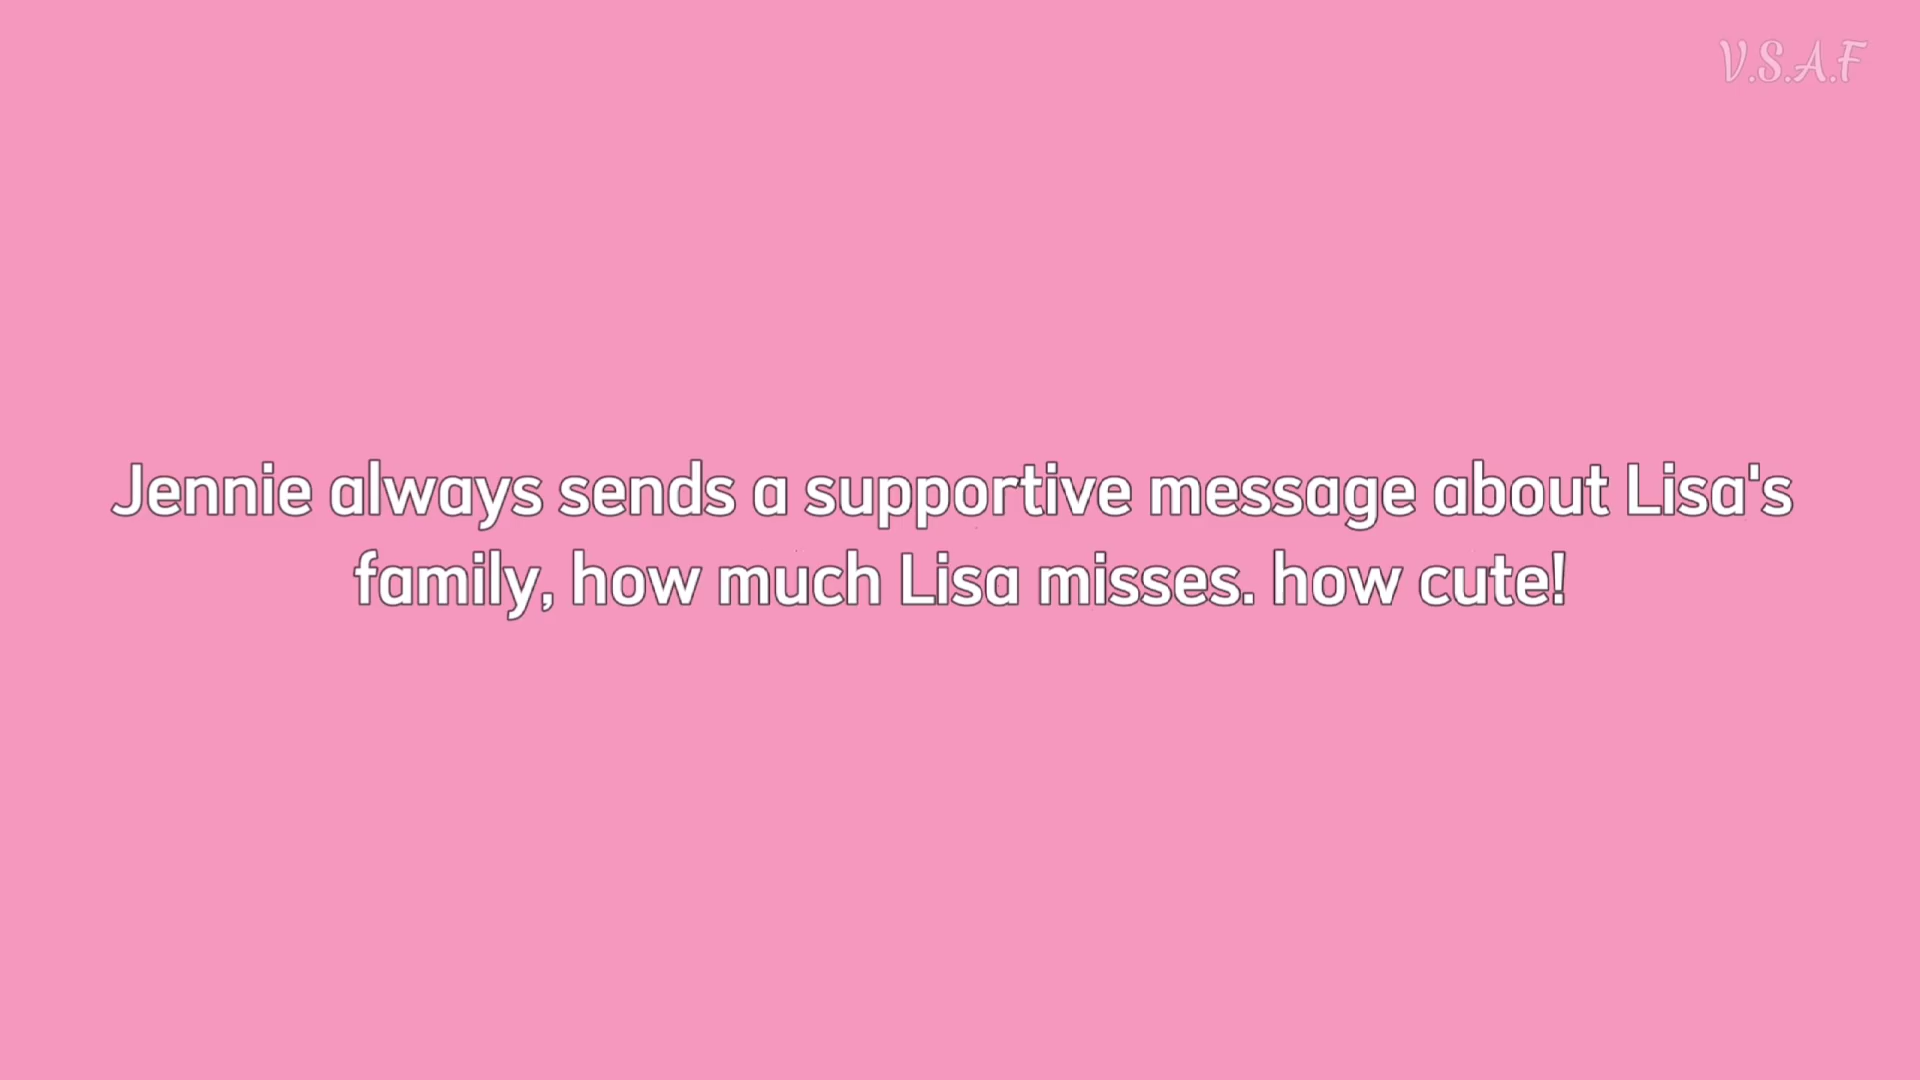 V.S.A.F
Jennie always sends a supportive message about Lisa's
family, how much Lisa misses. how cute!